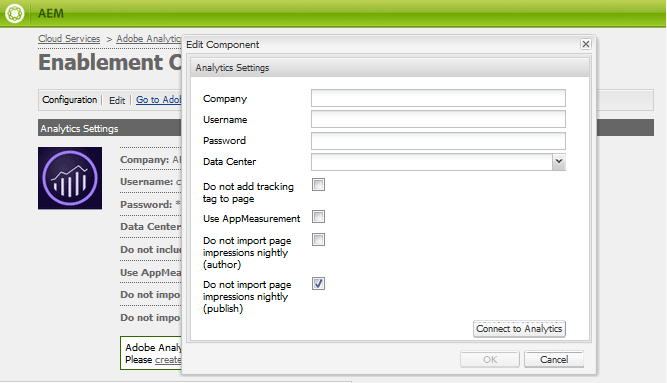 AEM
Cloud Services > Adobe Analytic
Enablement C
Configuration | Edit | Go to Adob
Analytics Settings
Company: A
Username: c
Password: *
Data Center
Do not inclu
Use AppMeas
Do not impo
Do not impo
Adobe Analy
Please create
Edit Component
Analytics Settings
Company
Username
Password
Data Center
Do not add tracking
tag to page
Use AppMeasurement
Do not import page
impressions nightly
(author)
Do not import page
impressions nightly
(publish)
Connect to Analytics
OK
Cancel